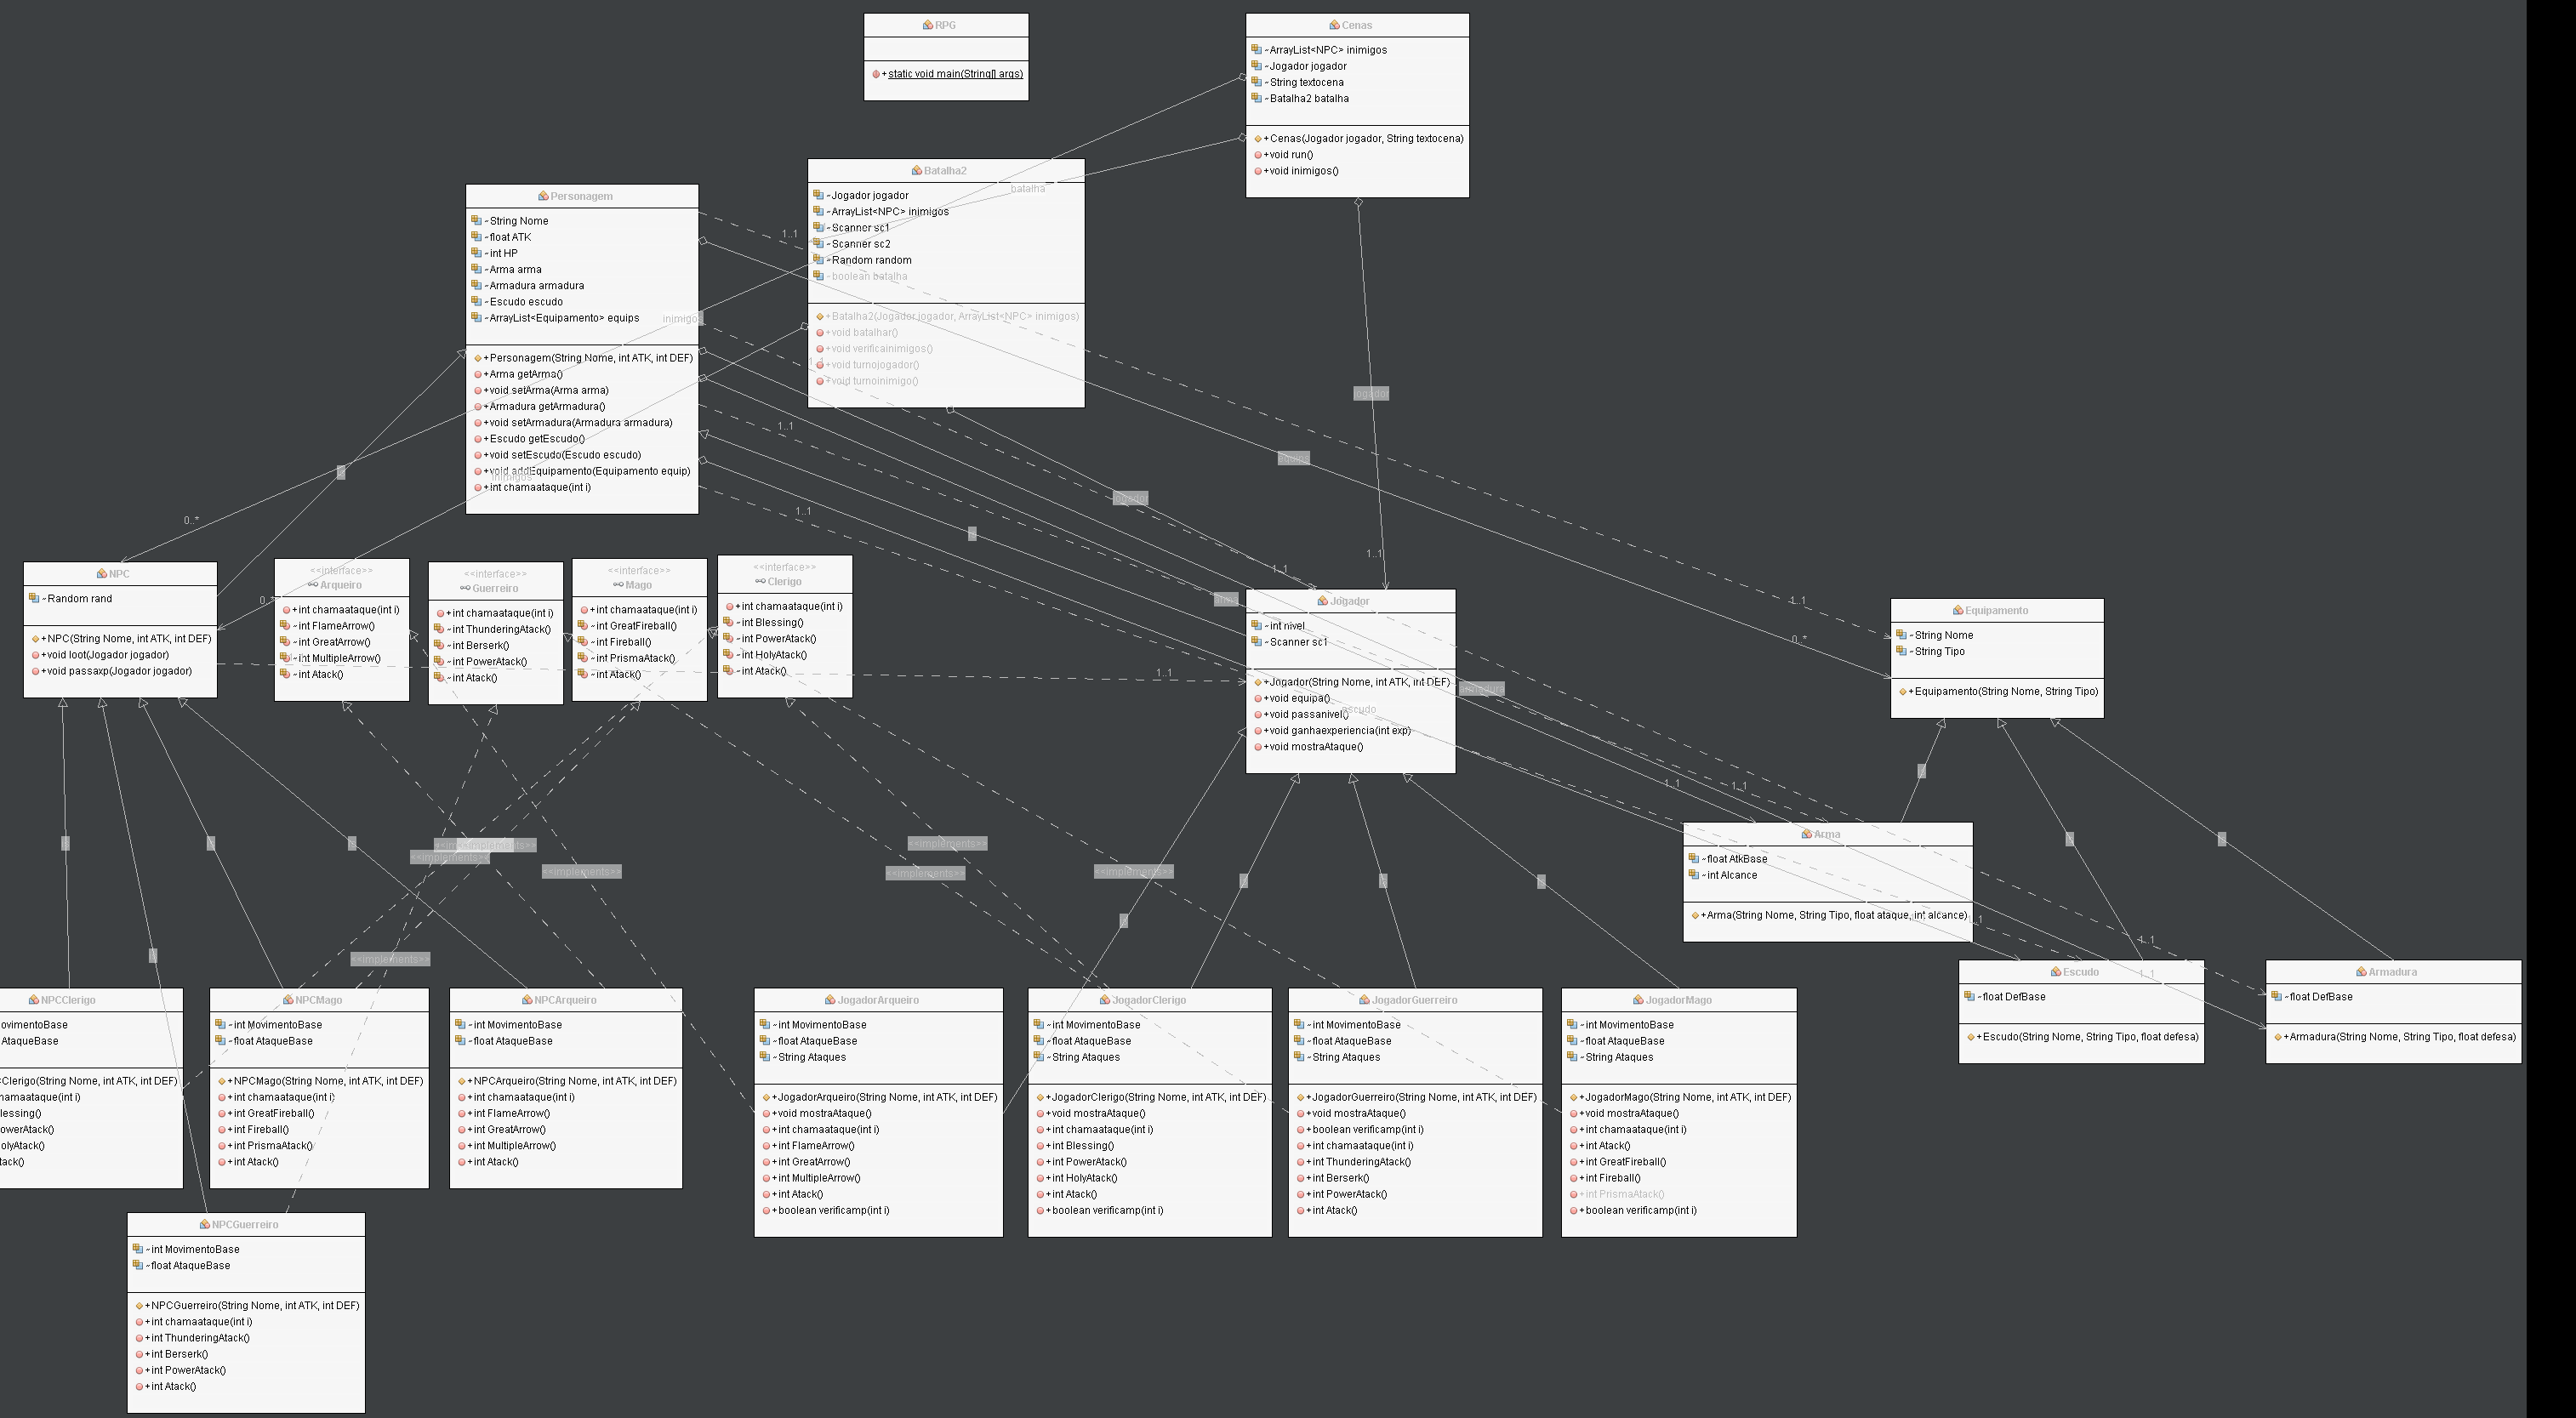 RPG
+static void main(String[] args)
Cenas
~ArrayList<NPC> inimigos
~Jogador jogador
~String textocena
~Batalha2 batalha
+Cenas(Jogador jogador, String textocena)
+void run()
+void inimigos()
Batalha2
~Jogador jogador
~ArrayList<NPC> inimigos
~Scanner sc1
~Scanner sc2
~Random random
~boolean batalha
+Batalha2(Jogador jogador, ArrayList<NPC> inimigos)
+void batalhar()
+void verificainimigos()
+void turnojogador()
+void turnoinimigo()
batalha
1..1
Personagem
~String Nome
~float ATK
~int HP
~Arma arma
~Armadura armadura
~Escudo escudo
~ArrayList<Equipamento> equips
+Personagem(String Nome, int ATK, int DEF)
+Arma getArma()
+void setArma(Arma arma)
+Armadura getArmadura()
+void setArmadura(Armadura armadura)
+Escudo getEscudo()
+void setEscudo(Escudo escudo)
+void addEquipamento(Equipamento equip)
+int chamaataque(int i)
inimigos
inimigos
1..1
1..1
1..1
jogador
equips
jogador
0..*
0..*
1..1
1..1
NPC
~Random rand
+NPC(String Nome, int ATK, int DEF)
+void loot(Jogador jogador)
+void passaxp(Jogador jogador)
<<interface>>
Arqueiro
+int chamaataque(int i)
~int FlameArrow()
~int GreatArrow()
~int MultipleArrow()
~int Atack()
<<interface>>
Guerreiro
+int chamaataque(int i)
~int ThunderingAtack()
~int Berserk()
~int PowerAtack()
~int Atack()
<<interface>>
Mago
+int chamaataque(int i)
~int GreatFireball()
~int Fireball()
~int PrismaAtack()
~int Atack()
<<interface>>
Clerigo
+int chamaataque(int i)
~int Blessing()
~int PowerAtack()
~int HolyAtack()
~int Atack()
1..1
arma
Jogador
~int nivel
~Scanner sc1
+Jogador(String Nome, int ATK, int DEF)
+void equipa()
+void passanivel()
+void ganhaexperiencia(int exp)
+void mostraAtaque()
armadura
escudo
1..1
0..*
Equipamento
~String Nome
~String Tipo
+Equipamento(String Nome, String Tipo)
1..1
1..1
Arma
~float AtkBase
~int Alcance
+Arma(String Nome, String Tipo, float ataque, int alcance)
1..1
1..1
1..1
Escudo
~float DefBase
+Escudo(String Nome, String Tipo, float defesa)
Armadura
~float DefBase
+Armadura(String Nome, String Tipo, float defesa)
<<implements>>
<<implements>>
<<implements>>
<<implements>>
<<implements>>
<<implements>>
<<implements>>
NPCClerigo
ovimentoBase
AtaqueBase
Clerigo(String Nome, int ATK, int DEF)
hamaataque(int i)
lessing()
owerAtack()
olyAtack()
tack()
NPCMago
~int MovimentoBase
~float AtaqueBase
+NPCMago(String Nome, int ATK, int DEF)
+int chamaataque(int i)
+int GreatFireball()
+int Fireball()
+int PrismaAtack()
+int Atack()
NPCArqueiro
~int MovimentoBase
~float AtaqueBase
+NPCArqueiro(String Nome, int ATK, int DEF)
+int chamaataque(int i)
+int FlameArrow()
+int GreatArrow()
+int MultipleArrow()
+int Atack()
JogadorArqueiro
~int MovimentoBase
~float AtaqueBase
~String Ataques
+JogadorArqueiro(String Nome, int ATK, int DEF)
+void mostraAtaque()
+int chamaataque(int i)
+int FlameArrow()
+int GreatArrow()
+int MultipleArrow()
+int Atack()
+boolean verificamp(int i)
JogadorClerigo
~int MovimentoBase
~float AtaqueBase
~String Ataques
+JogadorClerigo(String Nome, int ATK, int DEF)
+void mostraAtaque()
+int chamaataque(int i)
+int Blessing()
+int PowerAtack()
+int HolyAtack()
+int Atack()
+boolean verificamp(int i)
JogadorGuerreiro
~int MovimentoBase
~float AtaqueBase
~String Ataques
+JogadorGuerreiro(String Nome, int ATK, int DEF)
+void mostraAtaque()
+boolean verificamp(int i)
+int chamaataque(int i)
+int ThunderingAtack()
+int Berserk()
+int PowerAtack()
+int Atack()
JogadorMago
~int MovimentoBase
~float AtaqueBase
~String Ataques
+JogadorMago(String Nome, int ATK, int DEF)
+void mostraAtaque()
+int chamaataque(int i)
+int Atack()
+int GreatFireball()
+int Fireball()
+int PrismaAtack()
+boolean verificamp(int i)
NPCGuerreiro
~int MovimentoBase
~float AtaqueBase
+NPCGuerreiro(String Nome, int ATK, int DEF)
+int chamaataque(int i)
+int ThunderingAtack()
+int Berserk()
+int PowerAtack()
+int Atack()